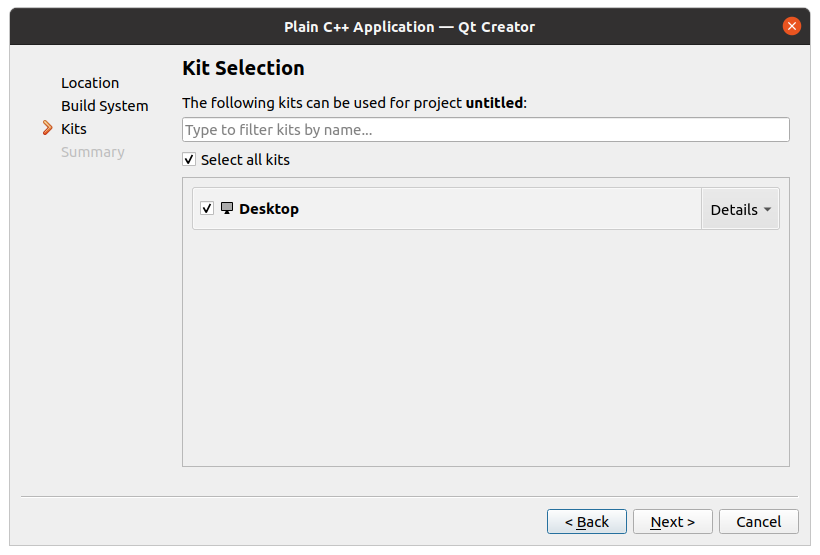 Plain C++ Application — Qt Creator
Location
Build System
Kits
Summary
Kit Selection
The following kits can be used for project untitled:
Type to filter kits by name...
Select all kits
Desktop
Details
< Back
Next >
Cancel